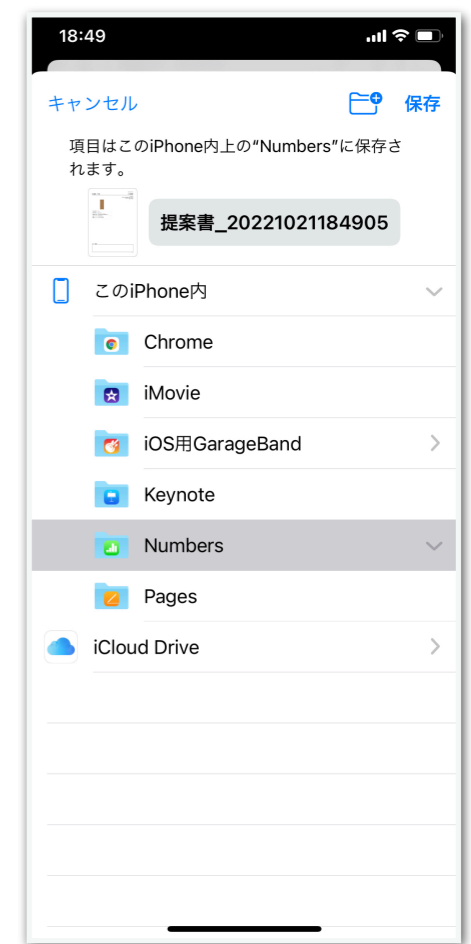 18:49
キャンセル
保存
項目はこのiPhone内上の“Numbers”に保存さ
れます。
提案書_20221021184905
このiPhone内
Chrome
iMovie
iOS用GarageBand
Keynote
Numbers
Pages
iCloud Drive